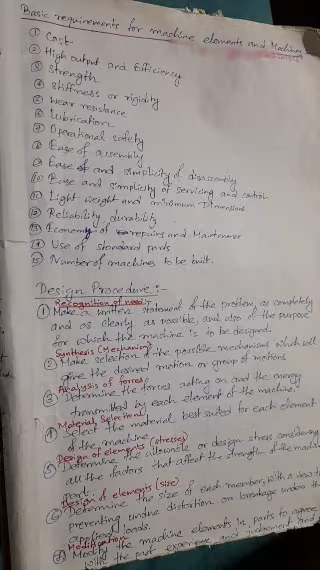 Basic requirements for machine elements and Machines
① Cost
② High output and Efficiency
③ Strength
④ Stiffness or rigidity
⑤ Wear resistance
⑥ Lubrication
⑦ Operational safety
⑧ Ease of assembly
⑨ Ease of and simplicity of disassembly
⑩ Ease and simplicity of servicing and control
⑪ Light weight and minimum Dimensions
⑫ Reliability, durability
⑬ Economy of repairs and
⑭ Use of standard parts
⑮ Number of machines to be built.
Design Procedure :-
Recognition of need :-
① Make a written statement of the problem, as completely
and as clearly as possible, and also of the purpose
for which the machine is to be designed.
Synthesis (Mechanism)
② Make selection of the possible mechanisms which will
give the desired motion or group of motions
Analysis of forces
③ Determine the forces acting on and the energy
transmitted by each element of the machine.
Material Selection
④ Select the material best suited for each element
of the machine
Design of elements (stresses)
⑤ Determine the allowable or design stress considering
all the factors that affect the strength of the machine
part.
Design of elements (size)
⑥ Determine the size of each member, with a view to
preventing undue distortion or breakage under the
applied loads.
Modification
⑦ Modify the machine elements in parts to agree
with the past experience and judgement and